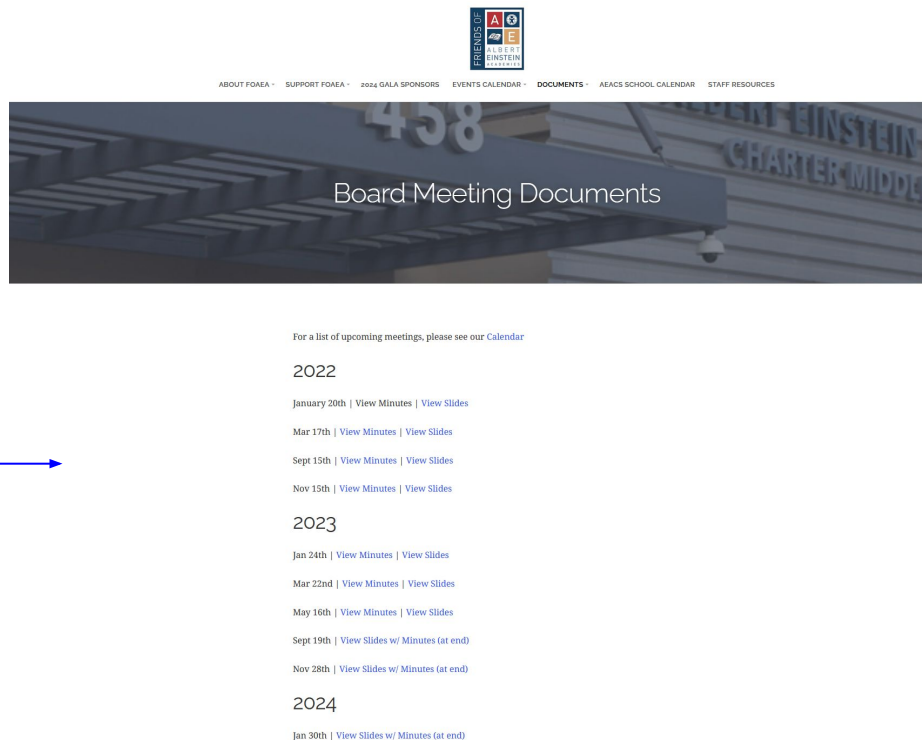 FRIENDS OF
A
E
ALBERT
EINSTEIN
ACADEMIES
ABOUT FOAEA SUPPORT FOAEA 2024 GALA SPONSORS EVENTS CALENDAR DOCUMENTS AEACS SCHOOL CALENDAR STAFF RESOURCES
458
EINSTEIN
CHARTER
Board Meeting Documents
For a list of upcoming meetings, please see our Calendar
2022
January 20th | View Minutes | View Slides
Mar 17th | View Minutes | View Slides
Sept 15th | View Minutes | View Slides
Nov 15th | View Minutes | View Slides
2023
Jan 24th | View Minutes | View Slides
Mar 22nd | View Minutes | View Slides
May 16th | View Minutes | View Slides
Sept 19th | View Slides w/ Minutes (at end)
Nov 28th | View Slides w/ Minutes (at end)
2024
Jan 30th | View Slides w/ Minutes (at end)